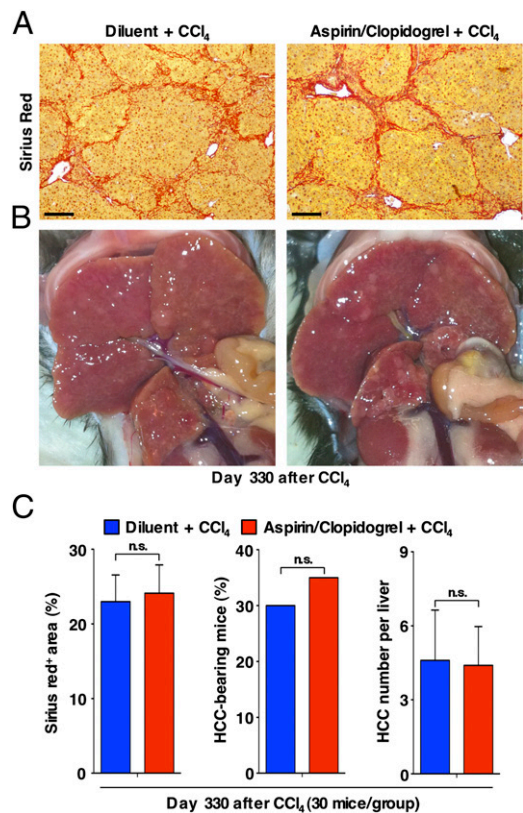 A
Diluent + CCl₄
Aspirin/Clopidogrel + CCl₄
Sirius Red
B
Day 330 after CCl₄
C
Diluent + CCl₄
Aspirin/Clopidogrel + CCl₄
Sirius red⁺ area (%)
30
20
10
0
n.s.
HCC-bearing mice (%)
40
30
20
10
0
n.s.
HCC number per liver
9
6
3
0
n.s.
Day 330 after CCl₄ (30 mice/group)